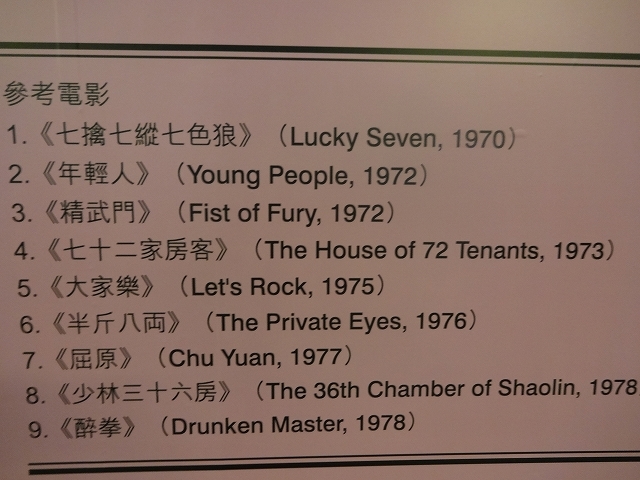 參考電影
1.《七擒七縱七色狼》（Lucky Seven, 1970）
2.《年輕人》（Young People, 1972）
3.《精武門》（Fist of Fury, 1972）
4.《七十二家房客》（The House of 72 Tenants, 1973）
5.《大家樂》（Let's Rock, 1975）
6.《半斤八両》（The Private Eyes, 1976）
7.《屈原》（Chu Yuan, 1977）
8.《少林三十六房》（The 36th Chamber of Shaolin, 1978
9.《醉拳》（Drunken Master, 1978）